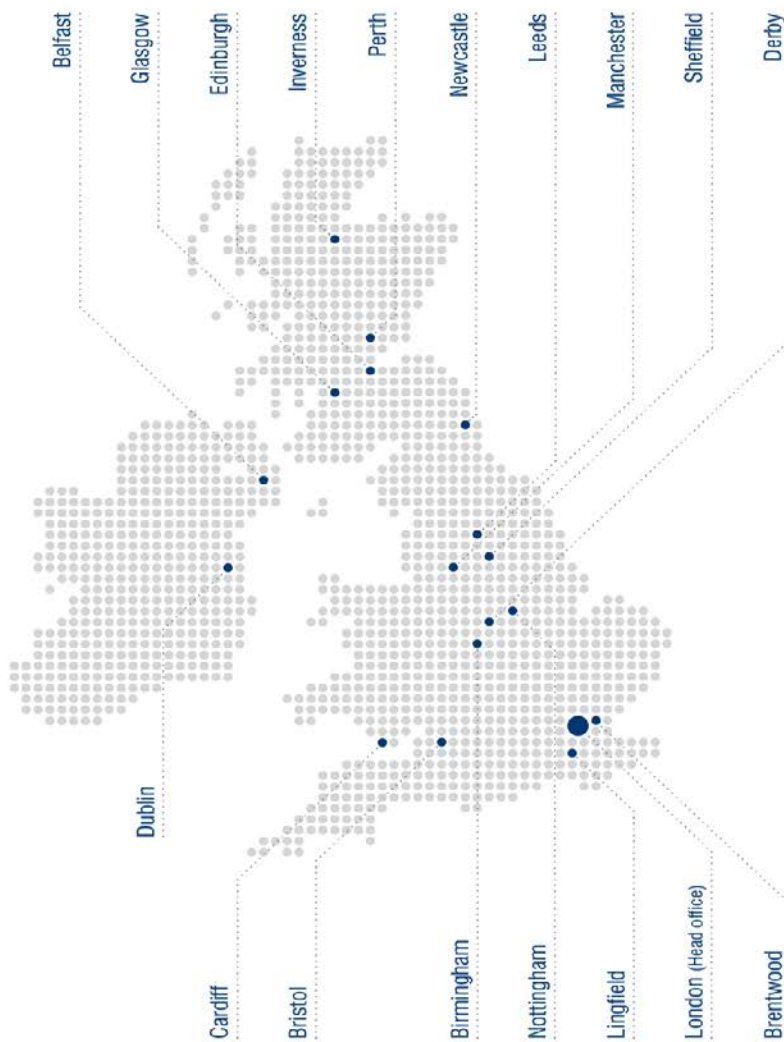 Belfast
Glasgow
Edinburgh
Inverness
Perth
Newcastle
Leeds
Manchester
Sheffield
Derby
Dublin
Cardiff
Bristol
Birmingham
Nottingham
Lingfield
London (Head office)
Brentwood